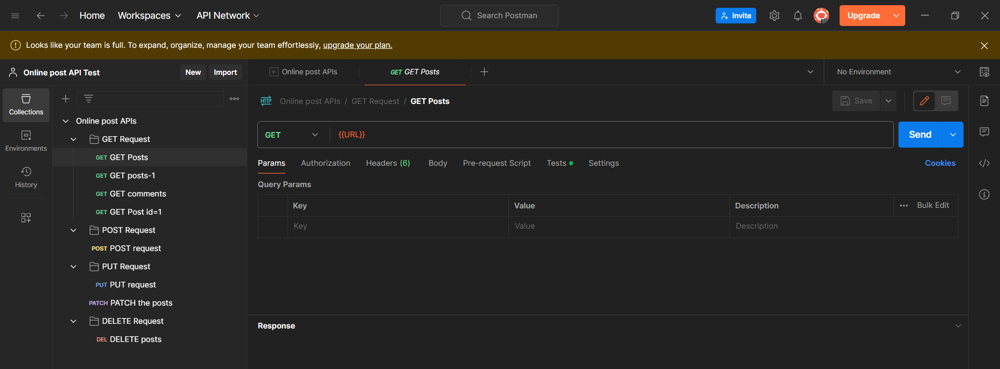 Home Workspaces API Network Search Postman Invite Upgrade
Looks like your team is full. To expand, organize, manage your team effortlessly, upgrade your plan.
Online post API Test New Import
Online post APIs GET GET Posts No Environment
Collections
Environments
History
Online post APIs
GET Request
GET GET Posts
GET GET posts-1
GET GET comments
GET GET Post id=1
POST Request
POST POST request
PUT Request
PUT PUT request
PATCH PATCH the posts
DELETE Request
DEL DELETE posts
HTTP Online post APIs / GET Request / GET Posts Save
GET {{URL}} Send
Params Authorization Headers (6) Body Pre-request Script Tests Settings Cookies
Query Params
Key Value Description Bulk Edit
Key Value Description
Response